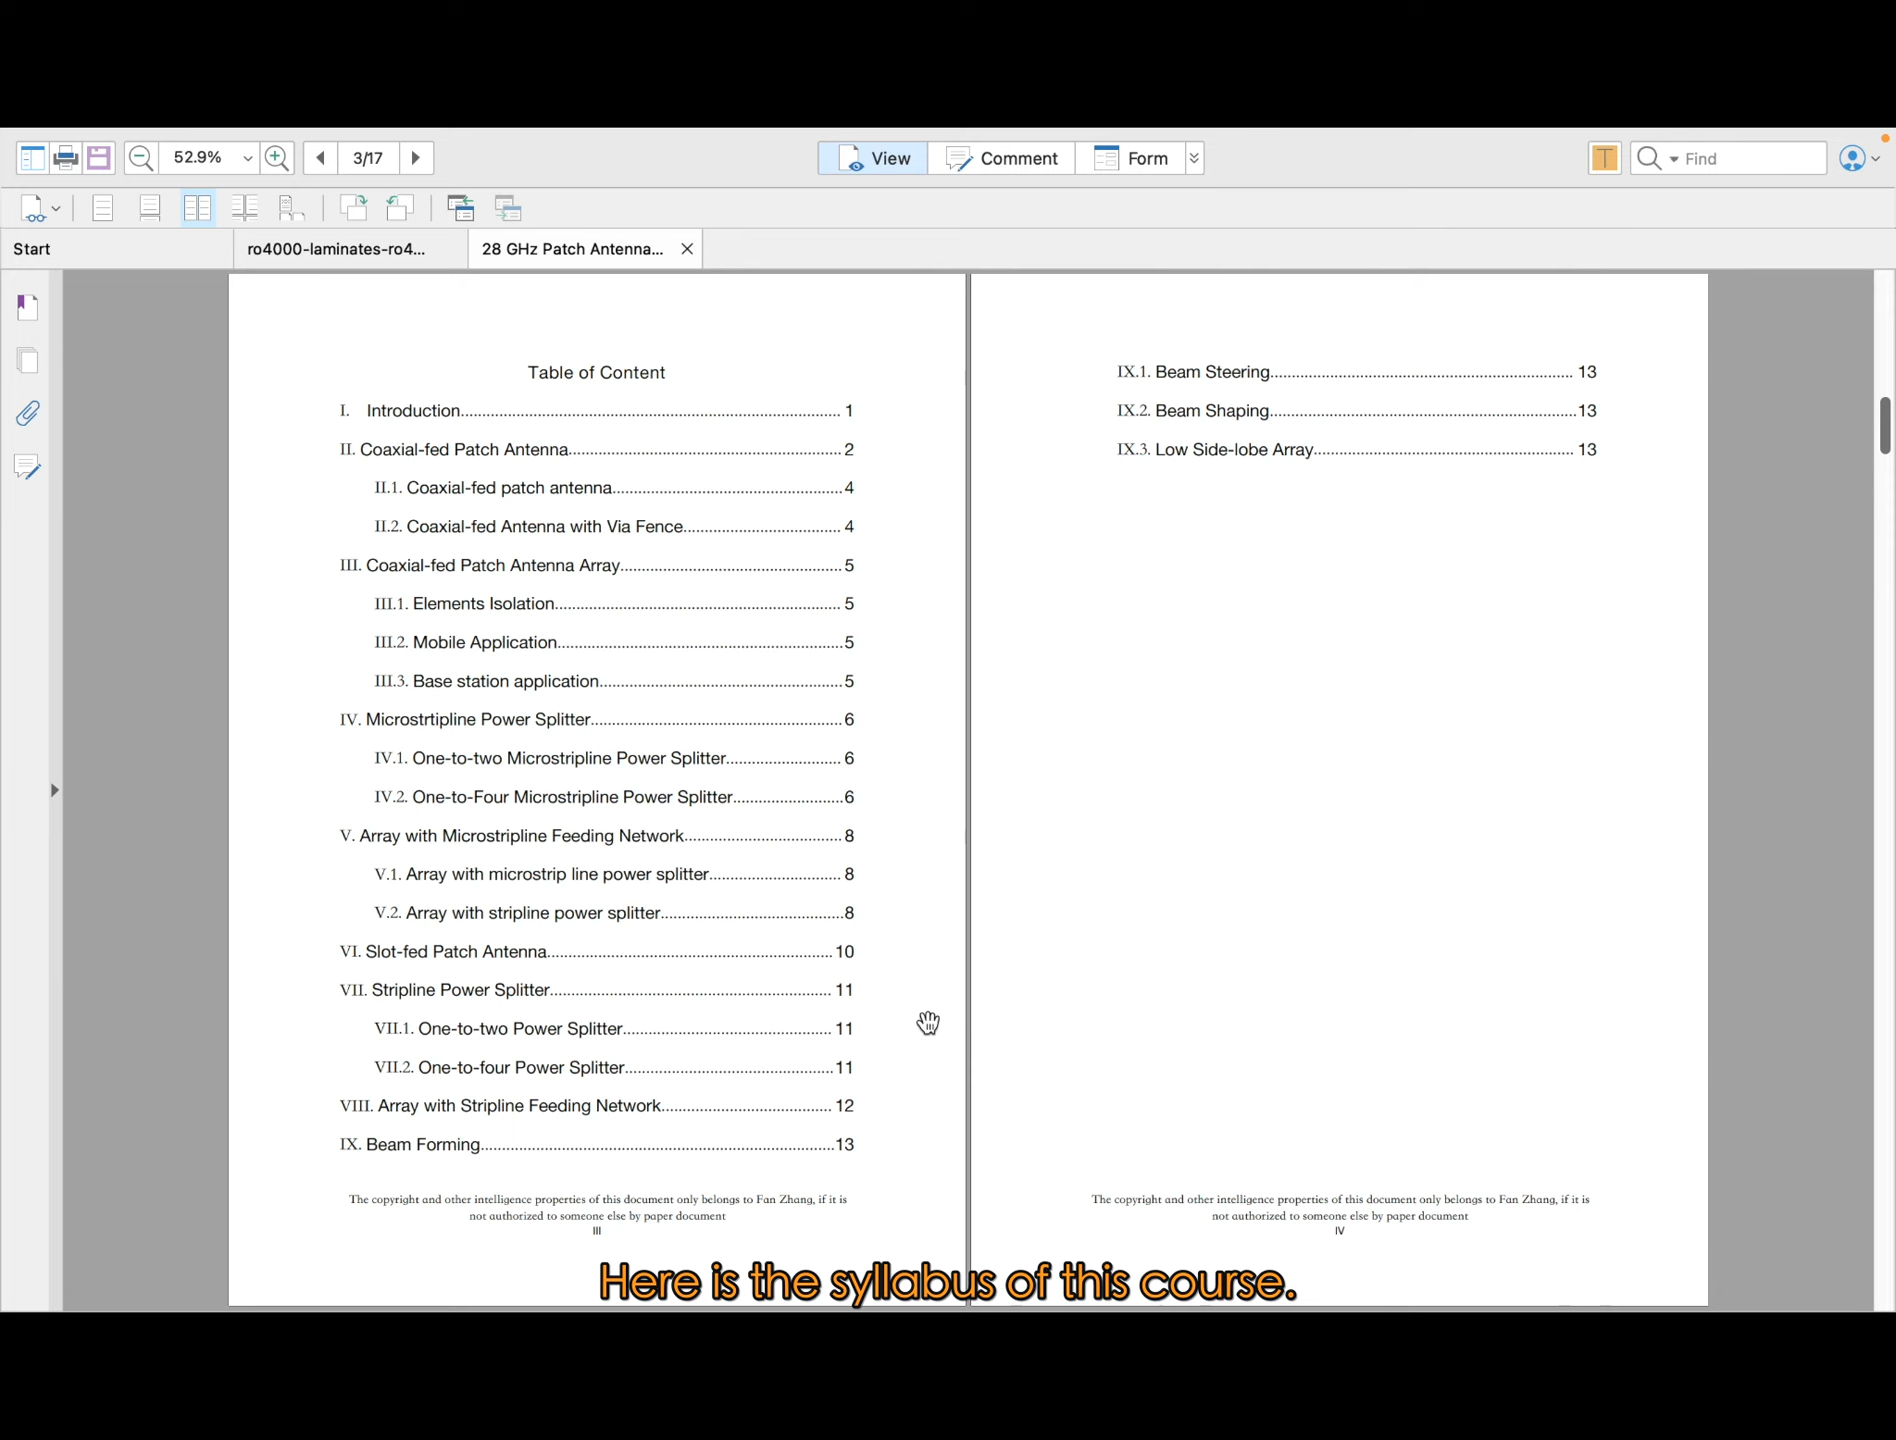 52.9%
3/17
View
Comment
Form
T
Find
Start
ro4000-laminates-ro4...
28 GHz Patch Antenna...
Table of Content
I. Introduction........ 1
II. Coaxial-fed Patch Antenna........ 2
II.1. Coaxial-fed patch antenna........ 4
II.2. Coaxial-fed Antenna with Via Fence........ 4
III. Coaxial-fed Patch Antenna Array........ 5
III.1. Elements Isolation........ 5
III.2. Mobile Application........ 5
III.3. Base station application........ 5
IV. Microstrtipline Power Splitter........ 6
IV.1. One-to-two Microstripline Power Splitter........ 6
IV.2. One-to-Four Microstripline Power Splitter........ 6
V. Array with Microstripline Feeding Network........ 8
V.1. Array with microstrip line power splitter........ 8
V.2. Array with stripline power splitter........ 8
VI. Slot-fed Patch Antenna........ 10
VII. Stripline Power Splitter........ 11
VII.1. One-to-two Power Splitter........ 11
VII.2. One-to-four Power Splitter........ 11
VIII. Array with Stripline Feeding Network........ 12
IX. Beam Forming........ 13
The copyright and other intelligence properties of this document only belongs to Fan Zhang, if it is
not authorized to someone else by paper document
III
IX.1. Beam Steering........ 13
IX.2. Beam Shaping........ 13
IX.3. Low Side-lobe Array........ 13
The copyright and other intelligence properties of this document only belongs to Fan Zhang, if it is
not authorized to someone else by paper document
IV
Here is the syllabus of this course.